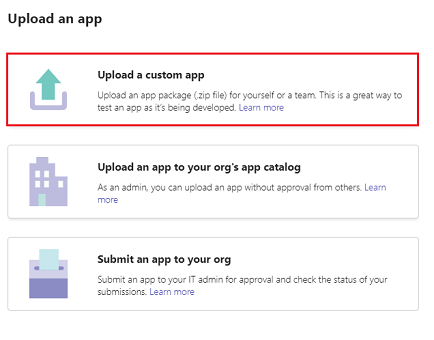 Upload an app
Upload a custom app
Upload an app package (.zip file) for yourself or a team. This is a great way to
test an app as it's being developed. Learn more
Upload an app to your org's app catalog
As an admin, you can upload an app without approval from others. Learn
more
Submit an app to your org
Submit an app to your IT admin for approval and check the status of your
submissions. Learn more